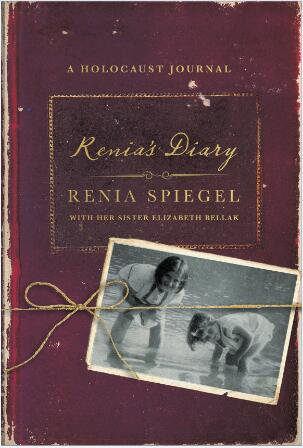 A HOLOCAUST JOURNAL
Renia's Diary
RENIA SPIEGEL
WITH HER SISTER ELIZABETH BELLAK